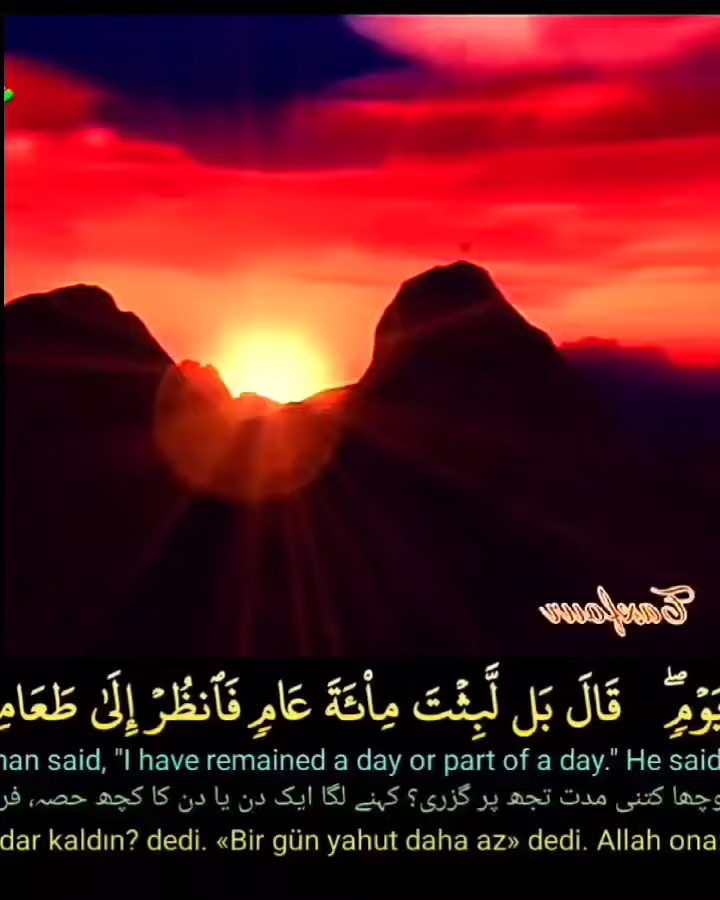 يَوْمٍۢ ۖ قَالَ بَل لَّبِثْتَ مِا۟ئَةَ عَامٍۢ فَٱنظُرْ إِلَىٰ طَعَامِ
man said, "I have remained a day or part of a day." He said
وچھا کتنی مدت تجھ پر گزری؟ کہنے لگا ایک دن یا دن کا کچھ حصہ، فر
dar kaldın? dedi. «Bir gün yahut daha az» dedi. Allah ona